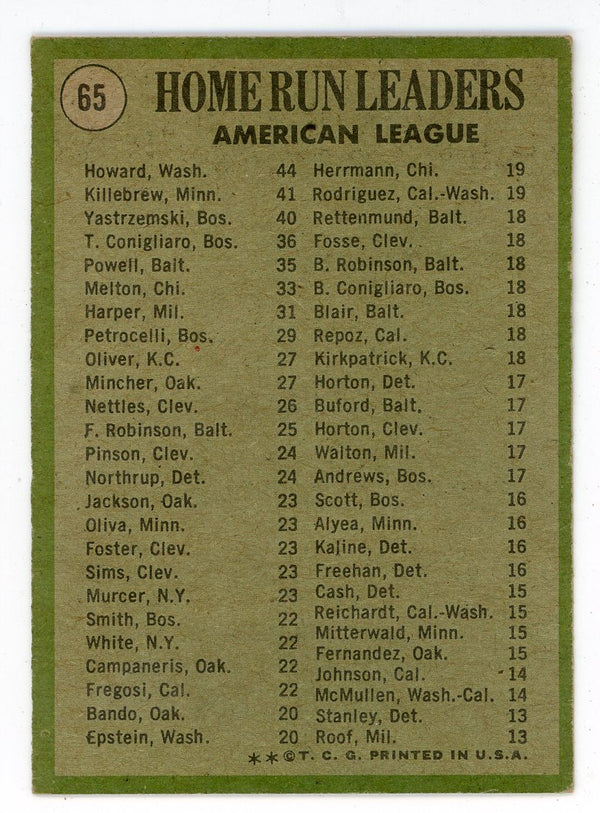 65
HOME RUN LEADERS
AMERICAN LEAGUE
Howard, Wash. 44
Killebrew, Minn. 41
Yastrzemski, Bos. 40
T. Conigliaro, Bos. 36
Powell, Balt. 35
Melton, Chi. 33
Harper, Mil. 31
Petrocelli, Bos. 29
Oliver, K.C. 27
Mincher, Oak. 27
Nettles, Clev. 26
F. Robinson, Balt. 25
Pinson, Clev. 24
Northrup, Det. 24
Jackson, Oak. 23
Oliva, Minn. 23
Foster, Clev. 23
Sims, Clev. 23
Murcer, N.Y. 23
Smith, Bos. 22
White, N.Y. 22
Campaneris, Oak. 22
Fregosi, Cal. 22
Bando, Oak. 20
Epstein, Wash. 20
Herrmann, Chi. 19
Rodriguez, Cal.-Wash. 19
Rettenmund, Balt. 18
Fosse, Clev. 18
B. Robinson, Balt. 18
B. Conigliaro, Bos. 18
Blair, Balt. 18
Repoz, Cal. 18
Kirkpatrick, K.C. 18
Horton, Det. 17
Buford, Balt. 17
Horton, Clev. 17
Walton, Mil. 17
Andrews, Bos. 17
Scott, Bos. 16
Alyea, Minn. 16
Kaline, Det. 16
Freehan, Det. 16
Cash, Det. 15
Reichardt, Cal.-Wash. 15
Mitterwald, Minn. 15
Fernandez, Oak. 15
Johnson, Cal. 14
McMullen, Wash.-Cal. 14
Stanley, Det. 13
Roof, Mil. 13
**©T. C. G. PRINTED IN U.S.A.